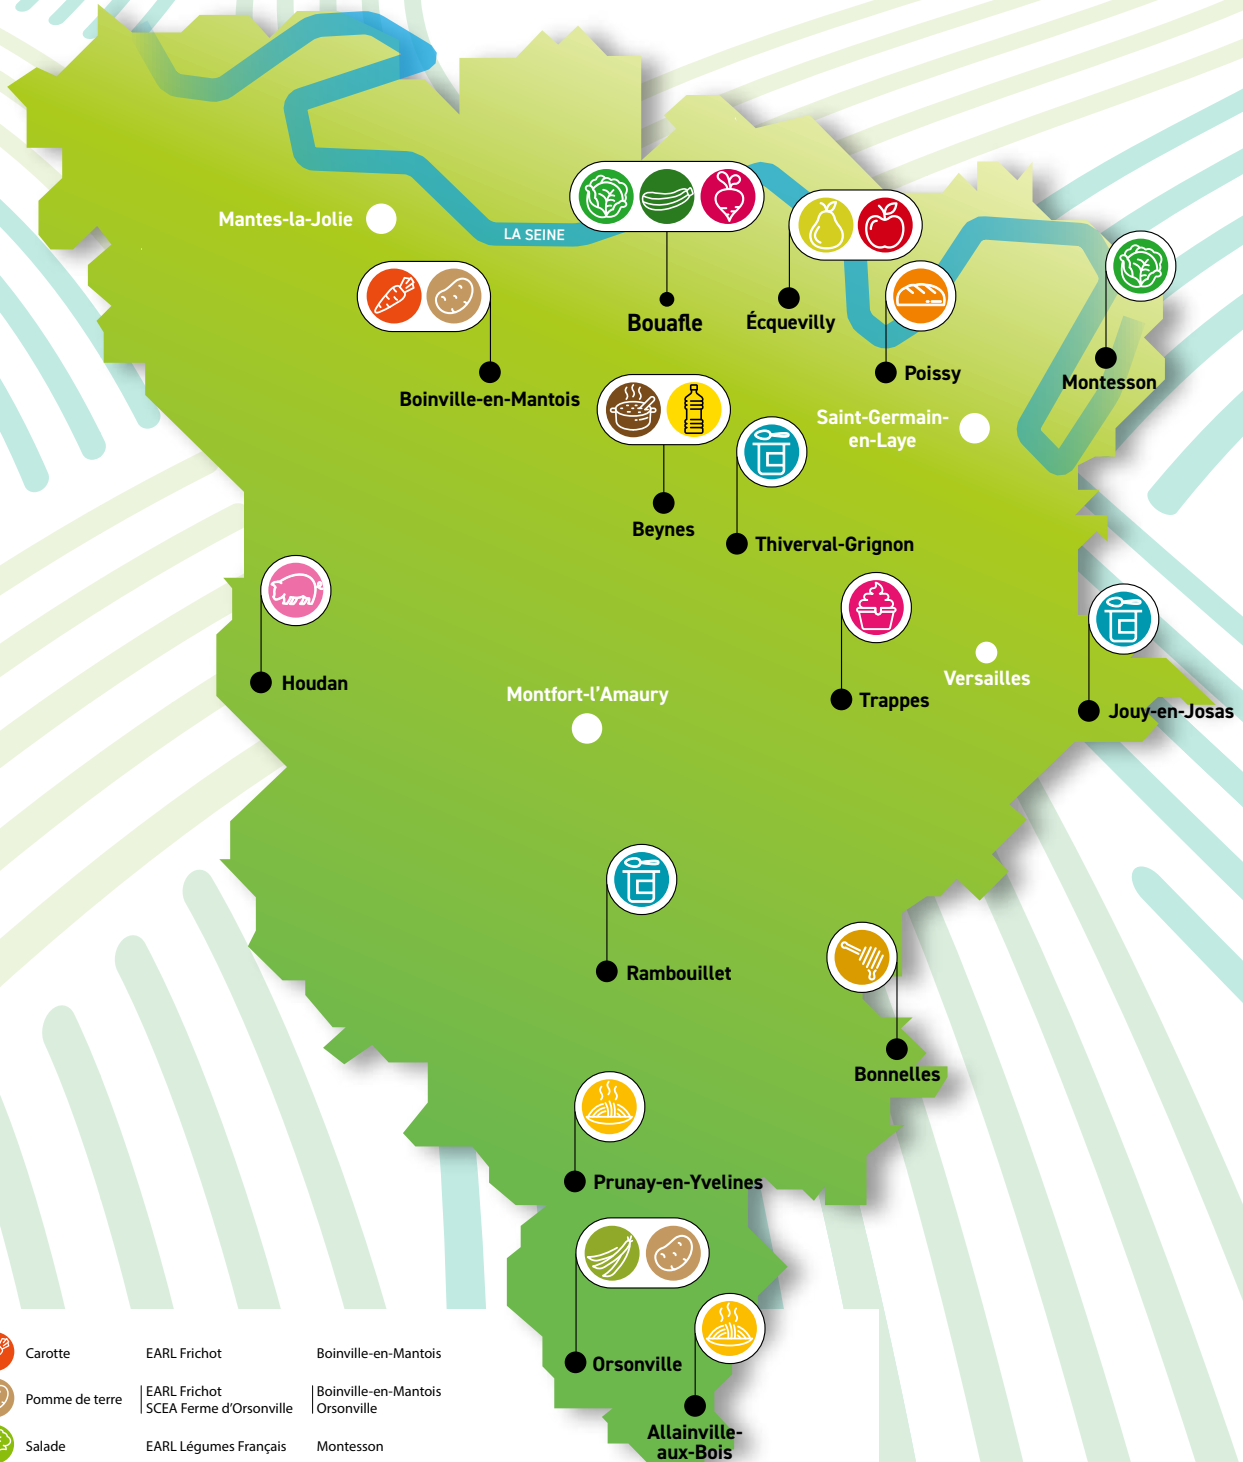 Mantes-la-Jolie
LA SEINE
Bouafle
Écquevilly
Boinville-en-Mantois
Poissy
Montesson
Saint-Germain-
en-Laye
Beynes
Thiverval-Grignon
Houdan
Montfort-l'Amaury
Trappes
Versailles
Jouy-en-Josas
Rambouillet
Bonnelles
Prunay-en-Yvelines
Orsonville
Allainville-
aux-Bois
Carotte EARL Frichot Boinville-en-Mantois
Pomme de terre EARL Frichot Boinville-en-Mantois
SCEA Ferme d'Orsonville Orsonville
Salade EARL Légumes Français Montesson